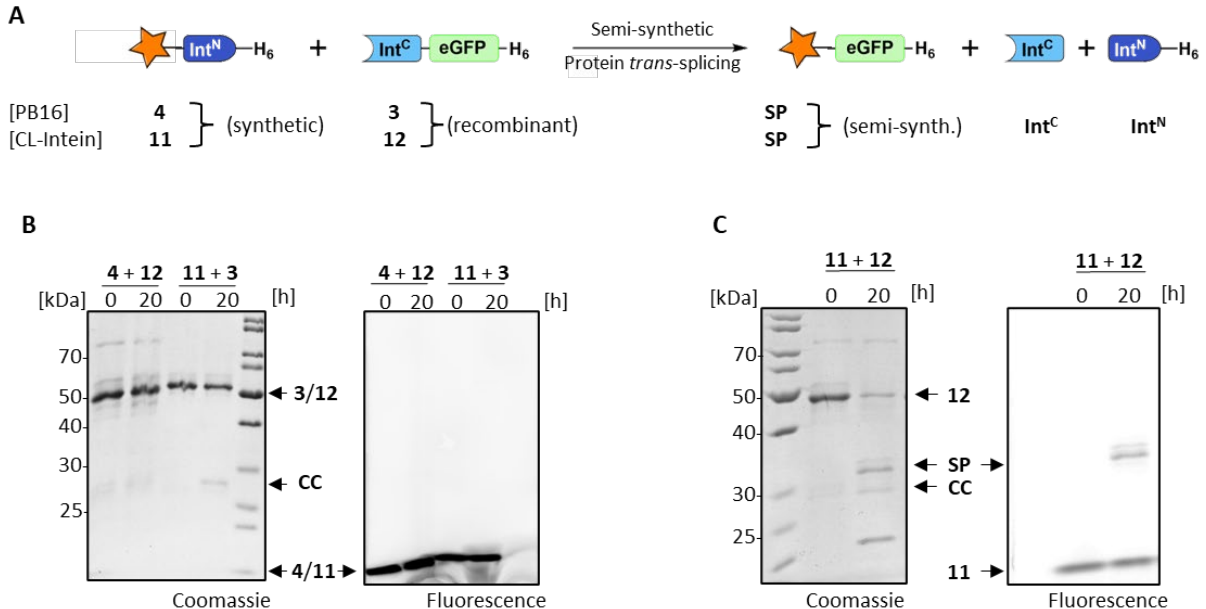 A
Int^N H₆ + Int^C eGFP H₆ Semi-synthetic eGFP H₆ + Int^C + Int^N H₆
Protein trans-splicing
[PB16] 4 (synthetic) 3 (recombinant) SP (semi-synth.) Int^C Int^N
[CL-Intein] 11 12 SP
B
4 + 12 11 + 3 4 + 12 11 + 3
[kDa] 0 20 0 20 [h] 0 20 0 20 [h]
70
50 3/12
40
30
CC
25
4/11
Coomassie Fluorescence
C
11 + 12 11 + 12
[kDa] 0 20 [h] 0 20 [h]
70
50 12
40
SP
CC
30
25
11
Coomassie Fluorescence